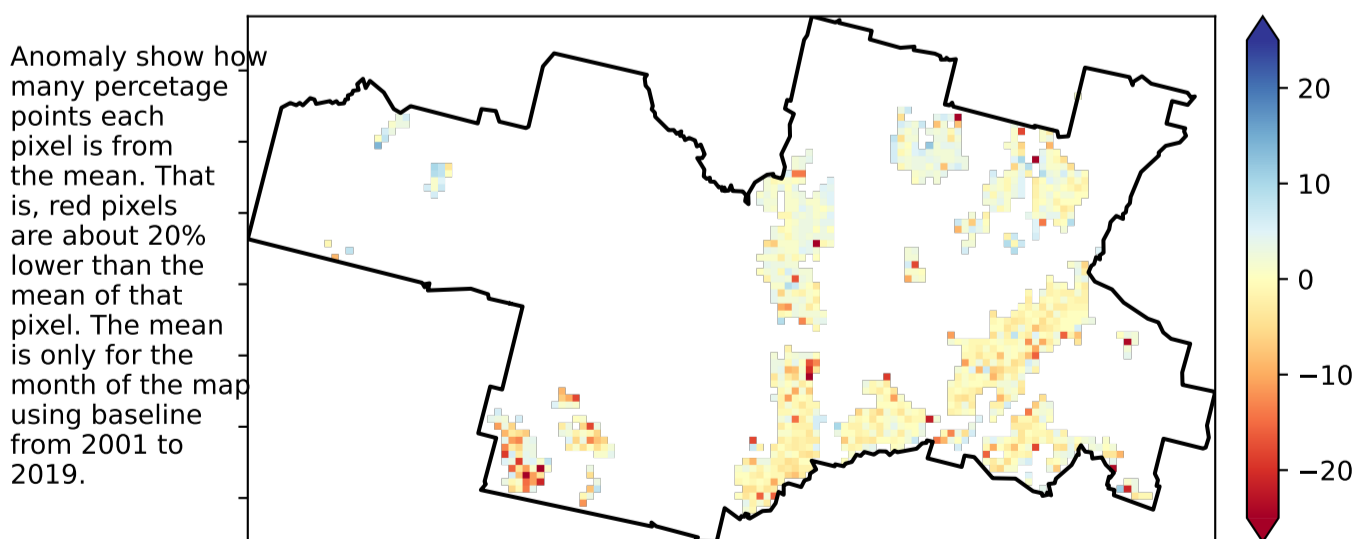 Anomaly show how
many percetage
points each
pixel is from
the mean. That
is, red pixels
are about 20%
lower than the
mean of that
pixel. The mean
is only for the
month of the map
using baseline
from 2001 to
2019.
20
10
0
−10
−20